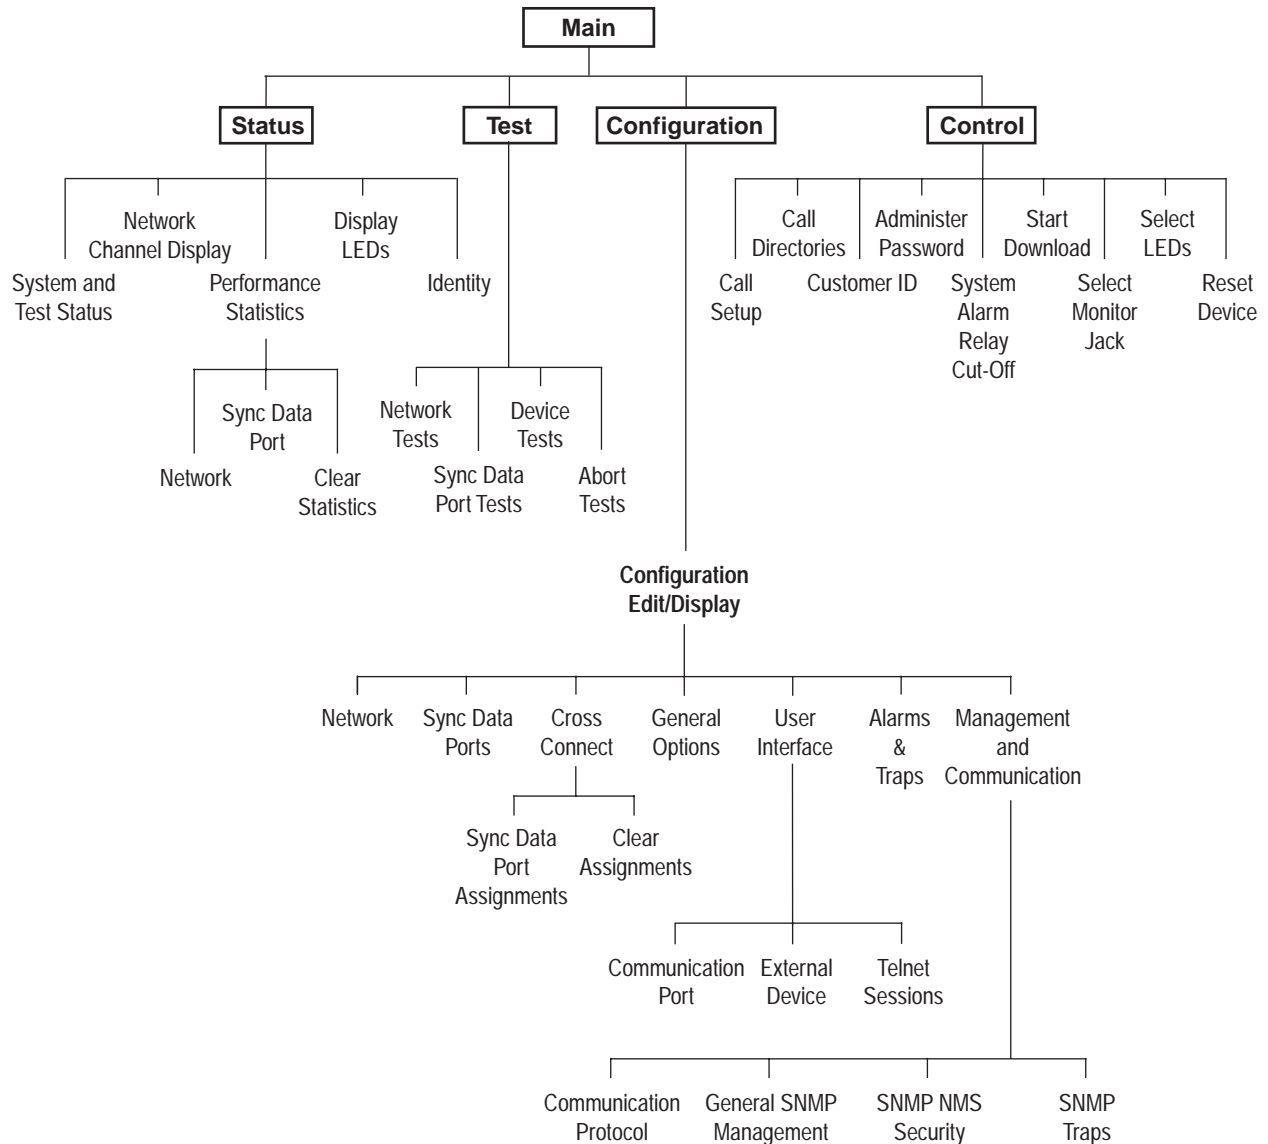 Main
Status
Test
Configuration
Control
Network
Channel Display
Display
LEDs
System and
Test Status
Performance
Statistics
Identity
Call
Directories
Administer
Password
Start
Download
Select
LEDs
Call
Setup
Customer ID
System
Alarm
Relay
Cut-Off
Select
Monitor
Jack
Reset
Device
Sync Data
Port
Network
Clear
Statistics
Network
Tests
Device
Tests
Sync Data
Port Tests
Abort
Tests
Configuration
Edit/Display
Network
Sync Data
Ports
Cross
Connect
General
Options
User
Interface
Alarms
&
Traps
Management
and
Communication
Sync Data
Port
Assignments
Clear
Assignments
Communication
Port
External
Device
Telnet
Sessions
Communication
Protocol
General SNMP
Management
SNMP NMS
Security
SNMP
Traps